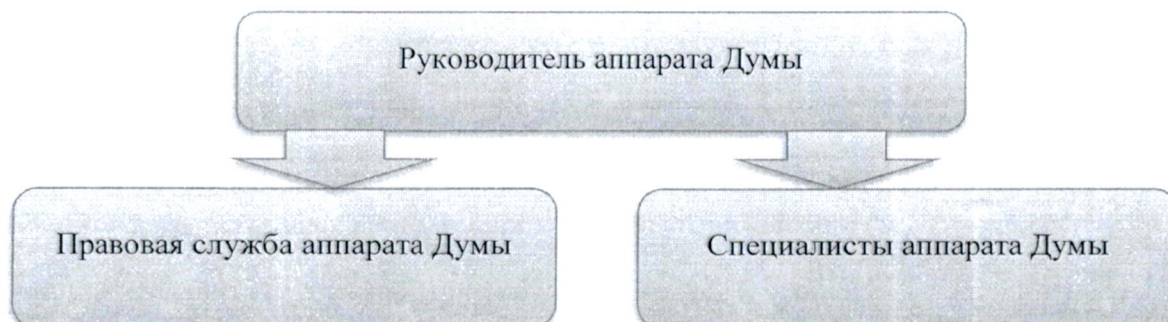 Руководитель аппарата Думы
Правовая служба аппарата Думы
Специалисты аппарата Думы